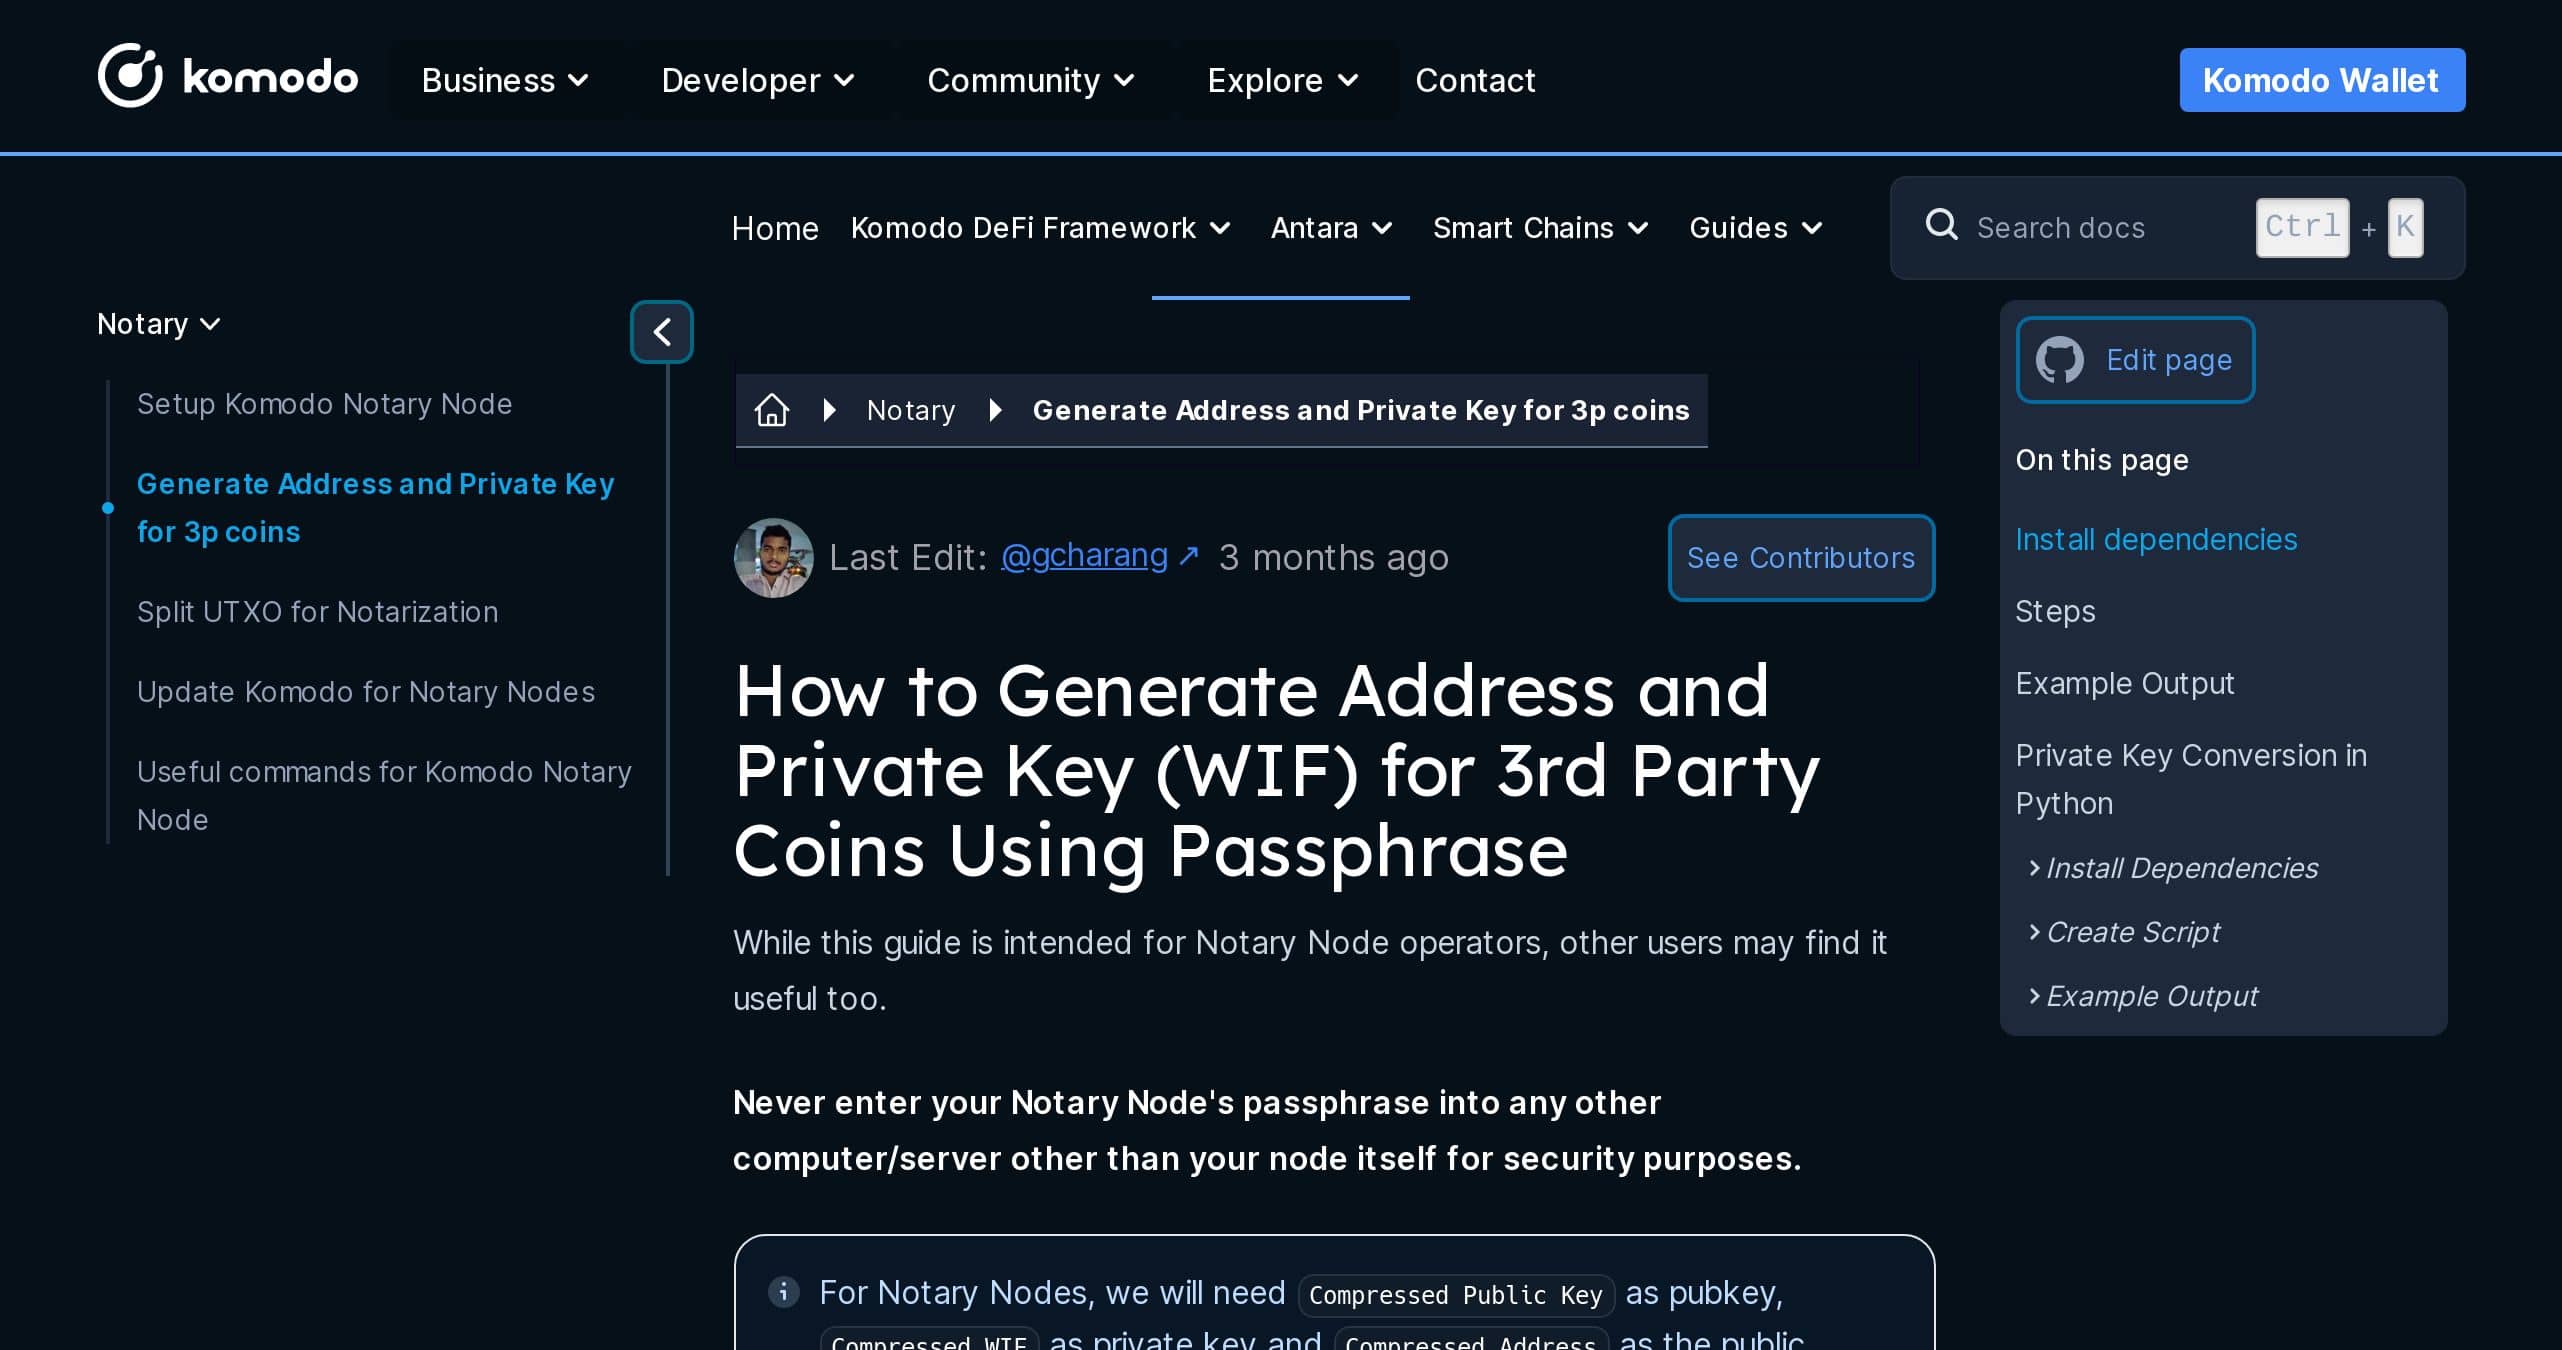 komodo
Business
Developer
Community
Explore
Contact
Komodo Wallet
Home
Komodo DeFi Framework
Antara
Smart Chains
Guides
Search docs
Ctrl + K
Notary
Setup Komodo Notary Node
Generate Address and Private Key
for 3p coins
Split UTXO for Notarization
Update Komodo for Notary Nodes
Useful commands for Komodo Notary
Node
Notary
Generate Address and Private Key for 3p coins
Last Edit: @gcharang ↗ 3 months ago
See Contributors
How to Generate Address and
Private Key (WIF) for 3rd Party
Coins Using Passphrase
While this guide is intended for Notary Node operators, other users may find it
useful too.
Never enter your Notary Node's passphrase into any other
computer/server other than your node itself for security purposes.
For Notary Nodes, we will need Compressed Public Key as pubkey,
Compressed WIF as private key and Compressed Address as the public
Edit page
On this page
Install dependencies
Steps
Example Output
Private Key Conversion in
Python
Install Dependencies
Create Script
Example Output